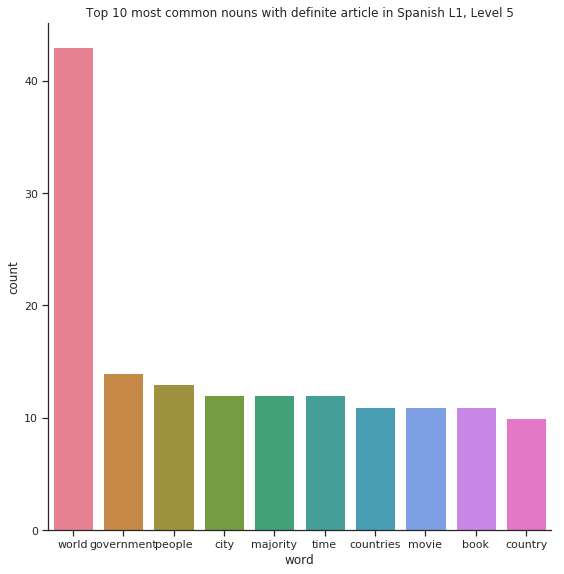 Top 10 most common nouns with definite article in Spanish L1, Level 5
count
40
30
20
10
0
world government people city majority time countries movie book country
word